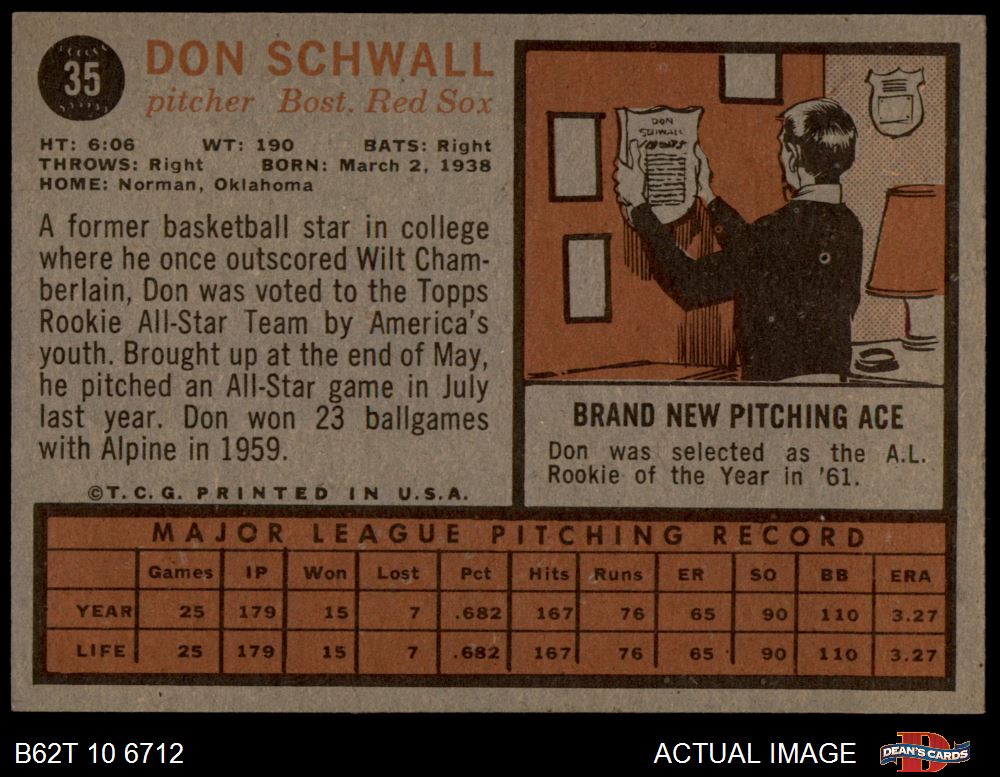 35
DON SCHWALL
pitcher Bost. Red Sox
HT: 6:06 WT: 190 BATS: Right
THROWS: Right BORN: March 2, 1938
HOME: Norman, Oklahoma
A former basketball star in college
where he once outscored Wilt Cham-
berlain, Don was voted to the Topps
Rookie All-Star Team by America's
youth. Brought up at the end of May,
he pitched an All-Star game in July
last year. Don won 23 ballgames
with Alpine in 1959.
©T.C.G. PRINTED IN U.S.A.
DON
SCHWALL
BRAND NEW PITCHING ACE
Don was selected as the A.L.
Rookie of the Year in '61.
MAJOR LEAGUE PITCHING RECORD
Games IP Won Lost Pct Hits Runs ER SO BB ERA
YEAR 25 179 15 7 .682 167 76 65 90 110 3.27
LIFE 25 179 15 7 .682 167 76 65 90 110 3.27
B62T 10 6712
ACTUAL IMAGE
DEAN'S CARDS